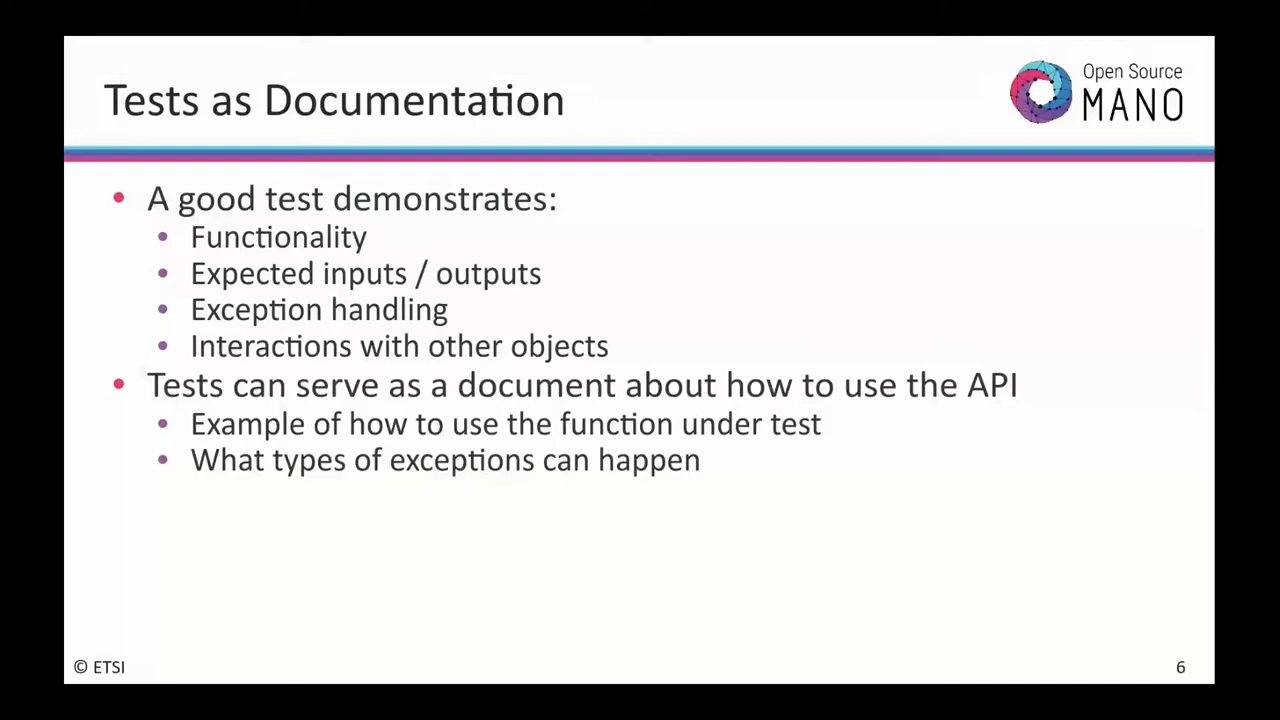 Tests as Documentation
Open Source
MANO
• A good test demonstrates:
• Functionality
• Expected inputs / outputs
• Exception handling
• Interactions with other objects
• Tests can serve as a document about how to use the API
• Example of how to use the function under test
• What types of exceptions can happen
© ETSI
6